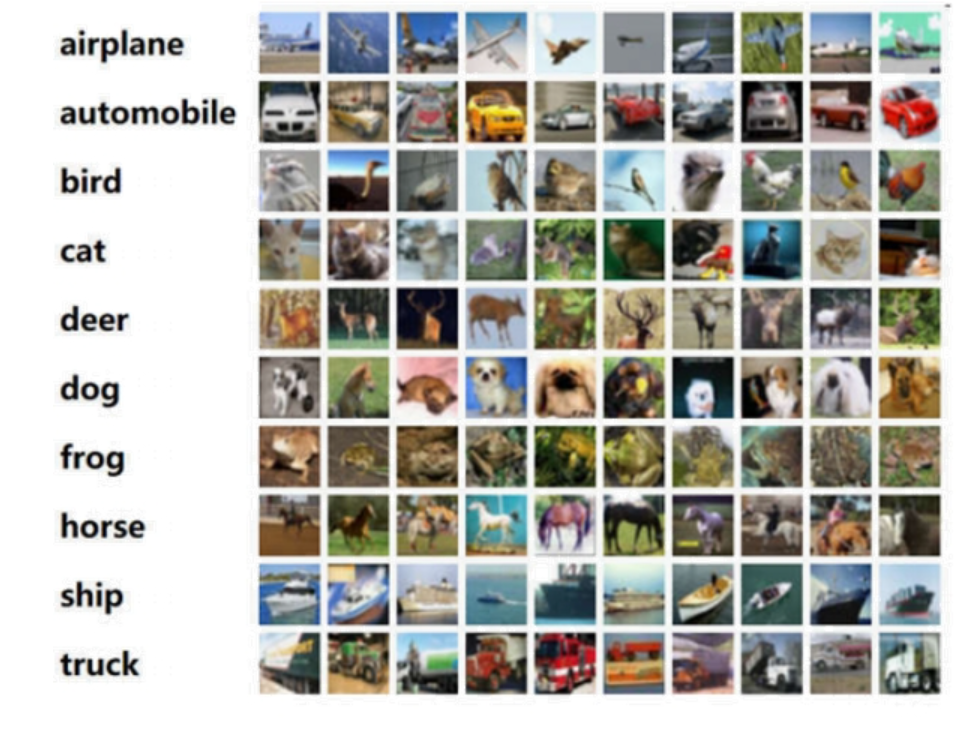 airplane
automobile
bird
cat
deer
dog
frog
horse
ship
truck